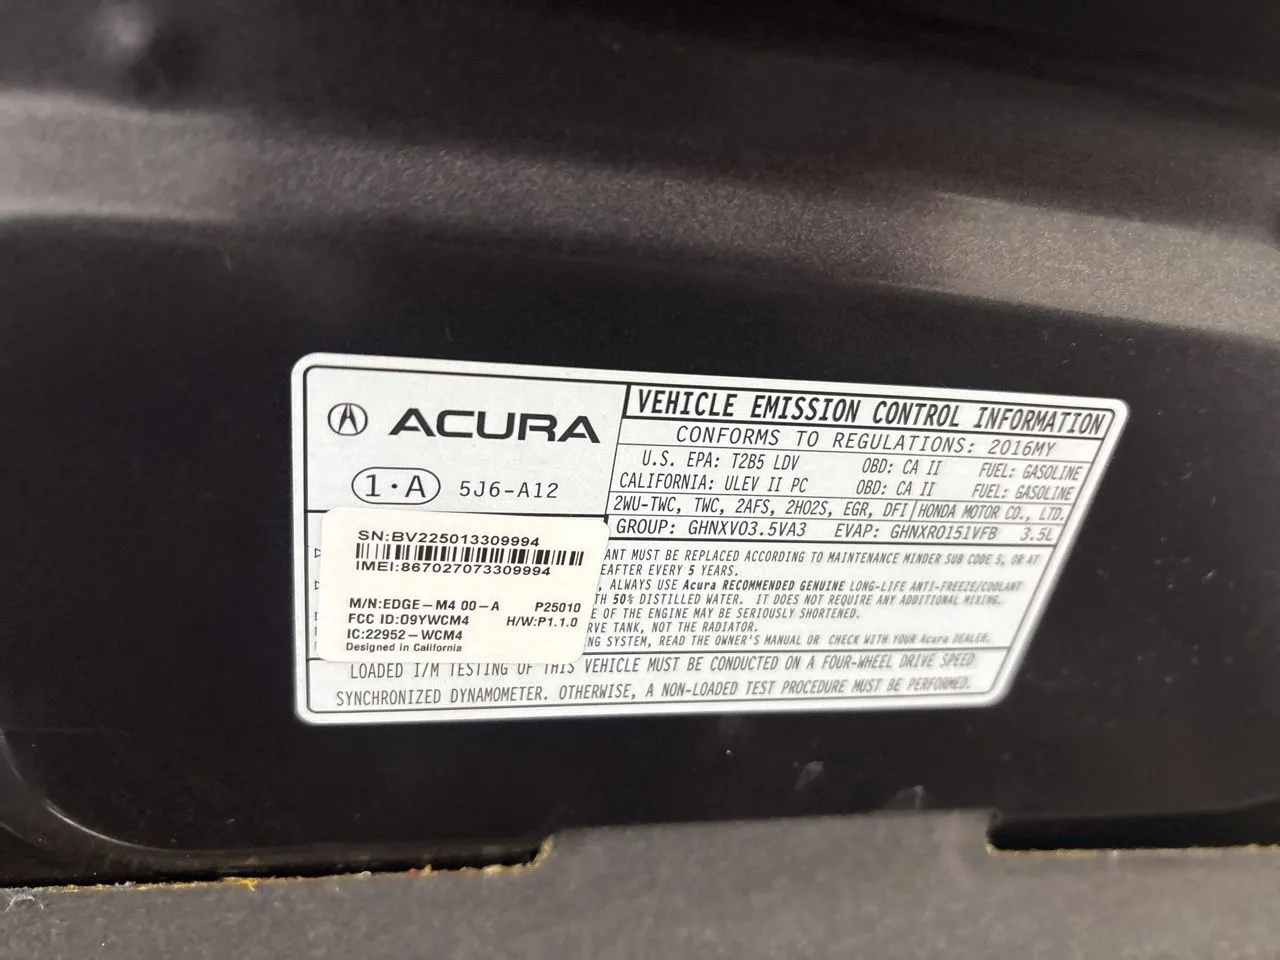 ACURA
1·A 5J6-A12
VEHICLE EMISSION CONTROL INFORMATION
CONFORMS TO REGULATIONS: 2016MY
U.S. EPA: T2B5 LDV OBD: CA II FUEL: GASOLINE
CALIFORNIA: ULEV II PC OBD: CA II FUEL: GASOLINE
2WU-TWC, TWC, 2AFS, 2HO2S, EGR, DFI HONDA MOTOR CO., LTD.
GROUP: GHNXV03.5VA3 EVAP: GHNXR0151VFB 3.5L
SN:BV225013309994
IMEI:867027073309994
M/N:EDGE-M4 00-A P25010
FCC ID:O9YWCM4 H/W:P1.1.0
IC:22952-WCM4
Designed in California
ANT MUST BE REPLACED ACCORDING TO MAINTENANCE MINDER SUB CODE 5, OR AT
EAFTER EVERY 5 YEARS.
, ALWAYS USE Acura RECOMMENDED GENUINE LONG-LIFE ANTI-FREEZE/COOLANT
TH 50% DISTILLED WATER. IT DOES NOT REQUIRE ANY ADDITIONAL MIXING.
E OF THE ENGINE MAY BE SERIOUSLY SHORTENED.
RVE TANK, NOT THE RADIATOR.
NG SYSTEM, READ THE OWNER'S MANUAL OR CHECK WITH YOUR Acura DEALER.
LOADED I/M TESTING OF THIS VEHICLE MUST BE CONDUCTED ON A FOUR-WHEEL DRIVE SPEED
SYNCHRONIZED DYNAMOMETER. OTHERWISE, A NON-LOADED TEST PROCEDURE MUST BE PERFORMED.